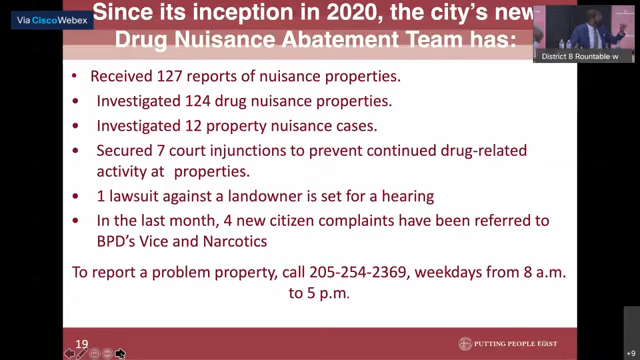 Via CiscoWebex
Since its inception in 2020, the city's new
Drug Nuisance Abatement Team has:
District 8 Roundtable w
• Received 127 reports of nuisance properties.
• Investigated 124 drug nuisance properties.
• Investigated 12 property nuisance cases.
• Secured 7 court injunctions to prevent continued drug-related
activity at properties.
• 1 lawsuit against a landowner is set for a hearing
• In the last month, 4 new citizen complaints have been referred to
BPD's Vice and Narcotics
To report a problem property, call 205-254-2369, weekdays from 8 a.m.
to 5 p.m.
19
PUTTING PEOPLE FIRST
+9